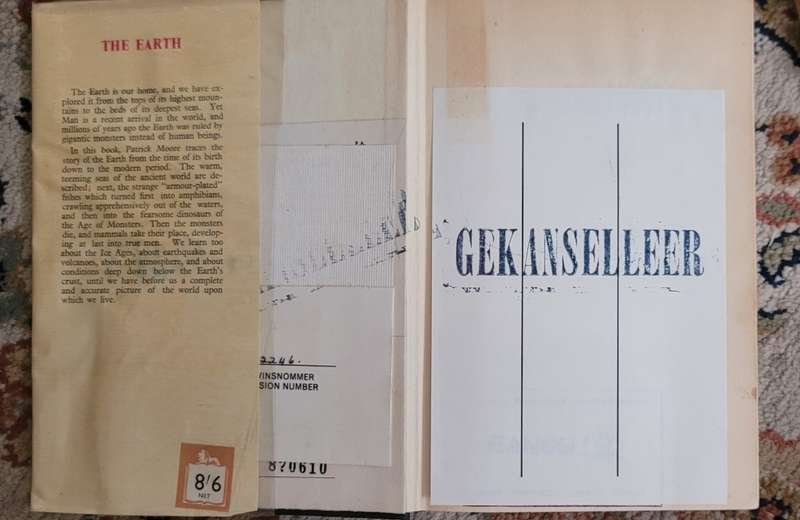 THE EARTH
The Earth is our home, and we have ex-
plored it from the tops of its highest moun-
tains to the beds of its deepest seas. Yet
Man is a recent arrival in the world, and
millions of years ago the Earth was ruled by
gigantic monsters instead of human beings.
In this book, Patrick Moore traces the
story of the Earth from the time of its birth
down to the modern period. The warm,
teeming seas of the ancient world are de-
scribed; next, the strange "armour-plated"
fishes which turned first into amphibians,
crawling apprehensively out of the waters,
and then into the fearsome dinosaurs of
the Age of Monsters. Then the monsters
die, and mammals take their place, develop-
ing at last into true men. We learn too
about the Ice Ages, about earthquakes and
volcanoes, about the atmosphere, and about
conditions deep down below the Earth's
crust, until we have before us a complete
and accurate picture of the world upon
which we live.
8/6
NET
2246.
WINSNOMMER
SION NUMBER
8?0610
GEKANSELLEER